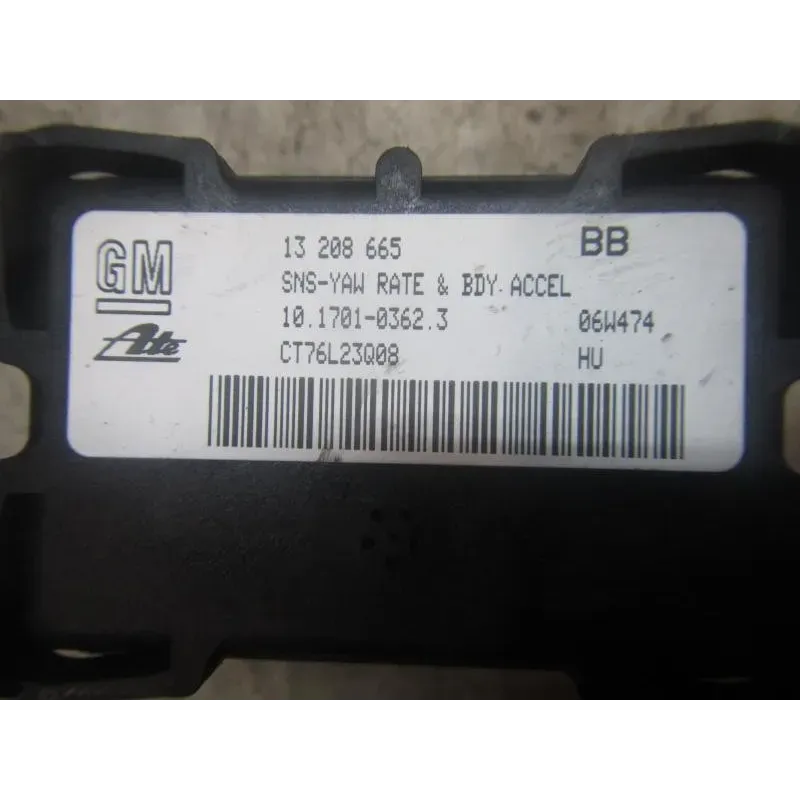 GM
13 208 665 BB
SNS-YAW RATE & BDY.ACCEL
10.1701-0362.3 06W474
Ate
CT76L23Q08 HU